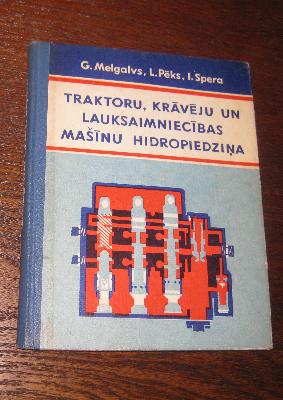 G. Melgalvs, L. Pēks, I. Spera
TRAKTORU, KRĀVĒJU UN
LAUKSAIMNIECĪBAS
MAŠĪNU HIDROPIEDZIŅA